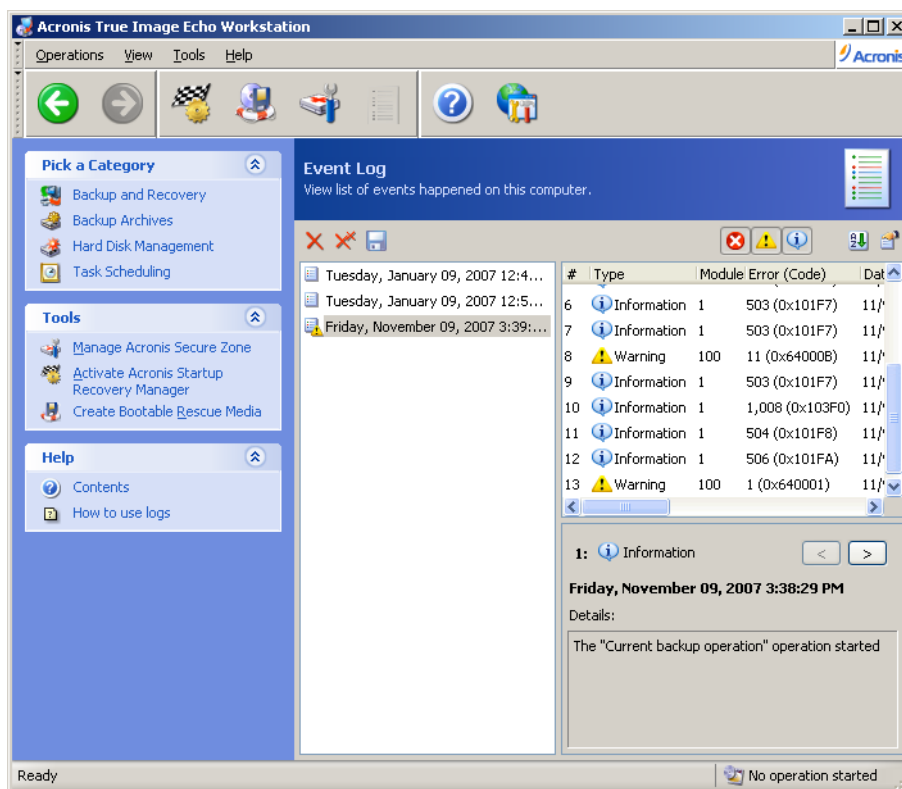 Acronis True Image Echo Workstation
Operations View Tools Help
Acronis
Pick a Category
Backup and Recovery
Backup Archives
Hard Disk Management
Task Scheduling
Tools
Manage Acronis Secure Zone
Activate Acronis Startup
Recovery Manager
Create Bootable Rescue Media
Help
Contents
How to use logs
Event Log
View list of events happened on this computer.
Tuesday, January 09, 2007 12:4...
Tuesday, January 09, 2007 12:5...
Friday, November 09, 2007 3:39:...
# Type Module Error (Code) Dat
6 Information 1 503 (0x101F7) 11/
7 Information 1 503 (0x101F7) 11/
8 Warning 100 11 (0x64000B) 11/
9 Information 1 503 (0x101F7) 11/
10 Information 1 1,008 (0x103F0) 11/
11 Information 1 504 (0x101F8) 11/
12 Information 1 506 (0x101FA) 11/
13 Warning 100 1 (0x640001) 11/
1: Information < >
Friday, November 09, 2007 3:38:29 PM
Details:
The "Current backup operation" operation started
Ready
No operation started